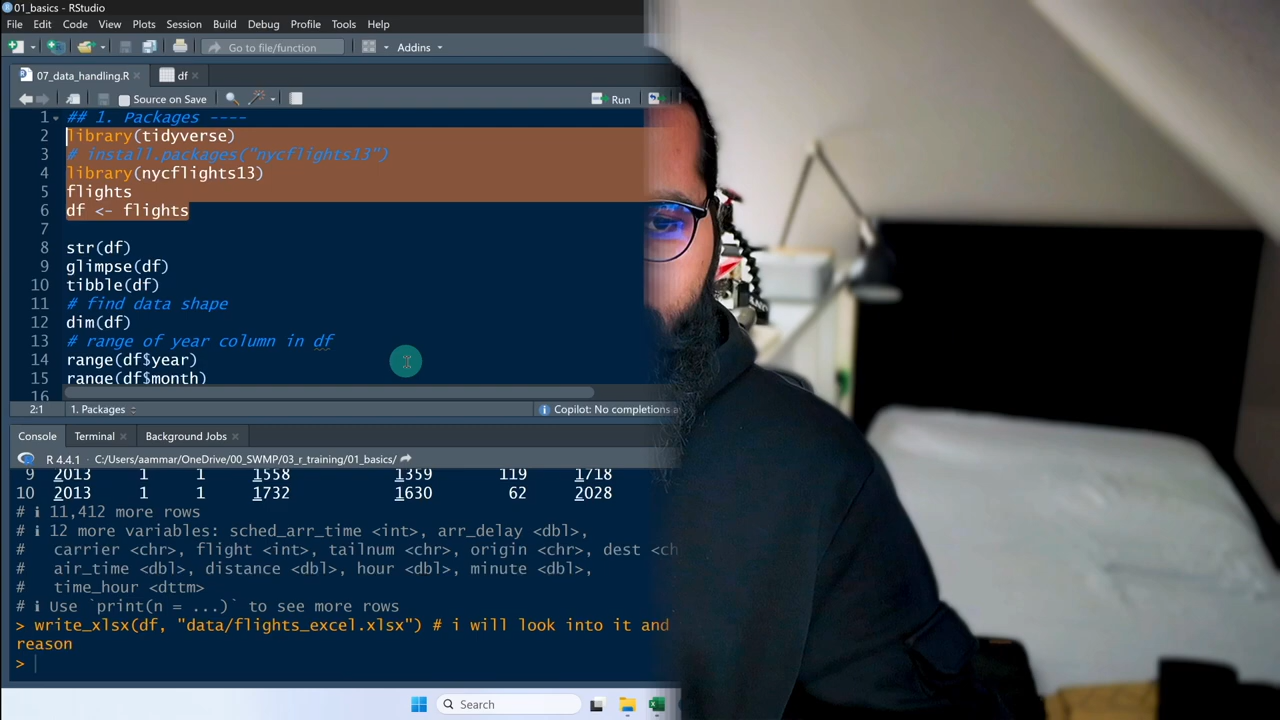 01_basics - RStudio
File Edit Code View Plots Session Build Debug Profile Tools Help
Go to file/function Addins
07_data_handling.R df
Source on Save Run
1 ## 1. Packages ----
2 library(tidyverse)
3 # install.packages("nycflights13")
4 library(nycflights13)
5 flights
6 df <- flights
7
8 str(df)
9 glimpse(df)
10 tibble(df)
11 # find data shape
12 dim(df)
13 # range of year column in df
14 range(df$year)
15 range(df$month)
16
2:1 1. Packages Copilot: No completions a
Console Terminal Background Jobs
R 4.4.1 · C:/Users/aammar/OneDrive/00_SWMP/03_r_training/01_basics/
9 2013 1 1 1558 1359 119 1718
10 2013 1 1 1732 1630 62 2028
# ℹ 11,412 more rows
# ℹ 12 more variables: sched_arr_time <int>, arr_delay <dbl>,
# carrier <chr>, flight <int>, tailnum <chr>, origin <chr>, dest <ch
# air_time <dbl>, distance <dbl>, hour <dbl>, minute <dbl>,
# time_hour <dttm>
# ℹ Use `print(n = ...)` to see more rows
> write_xlsx(df, "data/flights_excel.xlsx") # i will look into it and
reason
>
Search